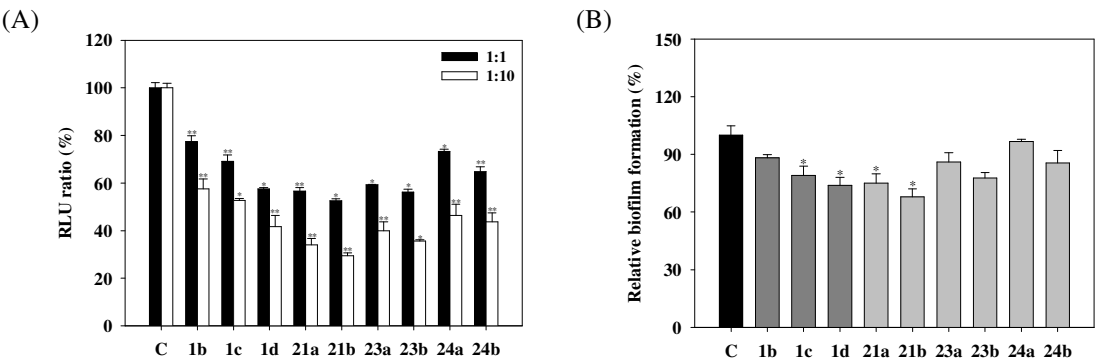 (A)
120
100
80
60
40
20
0
RLU ratio (%)
1:1
1:10
** ** * ** * * * * **
** * ** ** ** ** * ** **
C 1b 1c 1d 21a 21b 23a 23b 24a 24b
(B)
150
120
90
60
30
0
Relative biofilm formation (%)
* * * *
C 1b 1c 1d 21a 21b 23a 23b 24a 24b